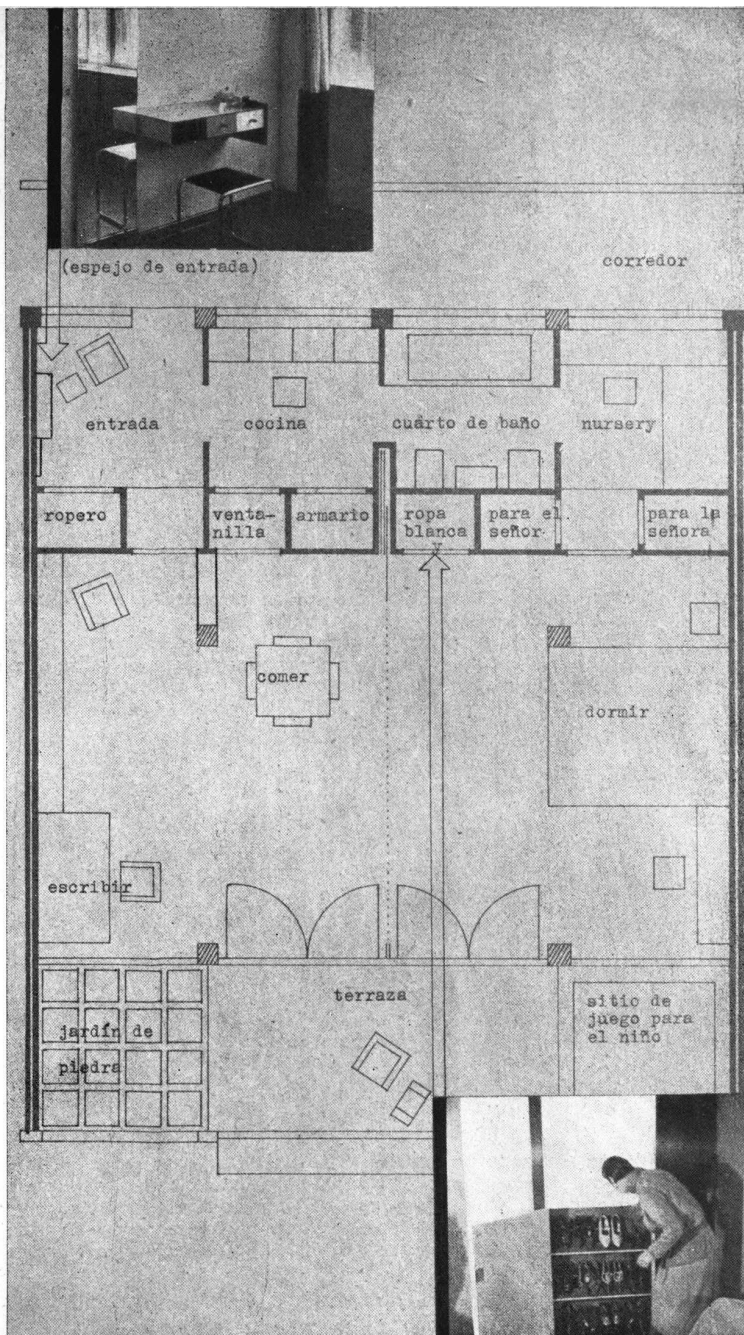 (espejo de entrada)
corredor
entrada
cocina
cuarto de baño
nursery
ropero
venta-
nilla
armario
ropa
blanca
y
para el
señor
para la
señora
comer
dormir
escribir
terraza
sitio de
juego para
el niño
jardín de
piedra